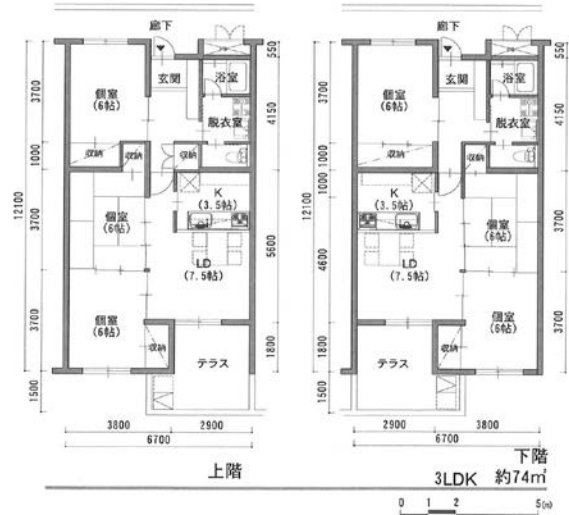 廊下
玄関
浴室
個室
(6帖)
脱衣室
収納
収納
収納
K
(3.5帖)
個室
(6帖)
LD
(7.5帖)
個室
(6帖)
収納
テラス
3700
1000
3700
3700
12100
1500
550
4150
5600
1800
3800
2900
6700
上階
廊下
玄関
浴室
個室
(6帖)
脱衣室
収納
収納
K
(3.5帖)
個室
(6帖)
LD
(7.5帖)
個室
(6帖)
収納
テラス
3700
1000
1000
4600
12100
1800
1500
550
4150
3700
3700
2900
3800
6700
下階
3LDK 約74㎡
0 1 2 5(m)